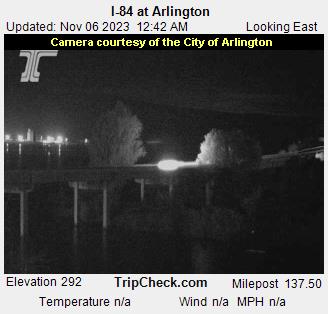 I-84 at Arlington
Updated: Nov 06 2023 12:42 AM Looking East
Camera courtesy of the City of Arlington
Elevation 292 TripCheck.com Milepost 137.50
Temperature n/a Wind n/a MPH n/a